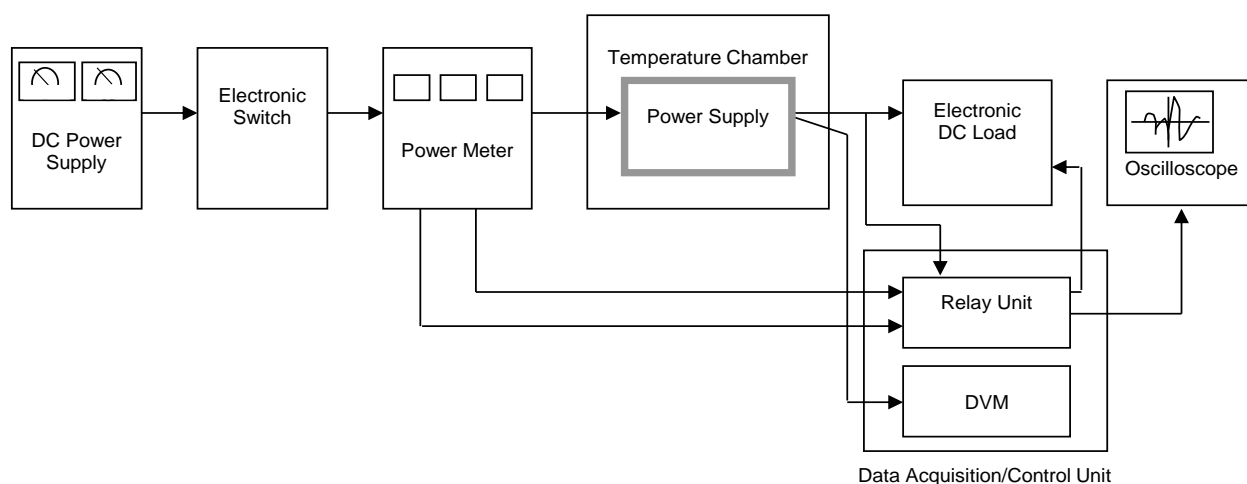 DC Power
Supply
Electronic
Switch
Power Meter
Temperature Chamber
Power Supply
Electronic
DC Load
Oscilloscope
Relay Unit
DVM
Data Acquisition/Control Unit